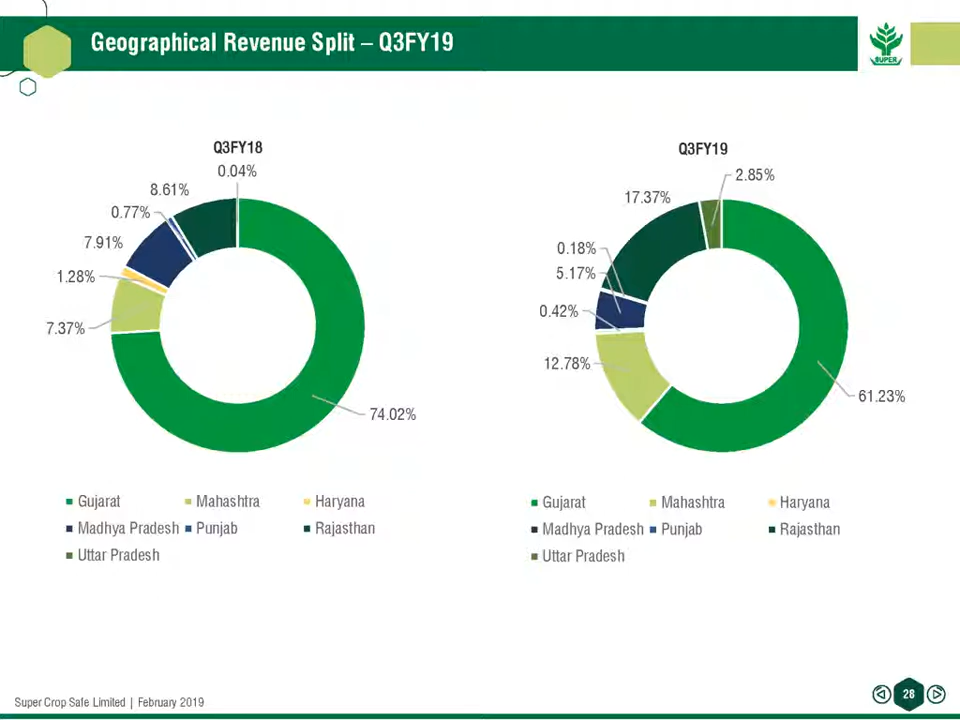 Geographical Revenue Split – Q3FY19
SUPER
Q3FY18
0.04%
8.61%
0.77%
7.91%
1.28%
7.37%
74.02%
Gujarat Mahashtra Haryana
Madhya Pradesh Punjab Rajasthan
Uttar Pradesh
Q3FY19
2.85%
17.37%
0.18%
5.17%
0.42%
12.78%
61.23%
Gujarat Mahashtra Haryana
Madhya Pradesh Punjab Rajasthan
Uttar Pradesh
Super Crop Safe Limited | February 2019
28